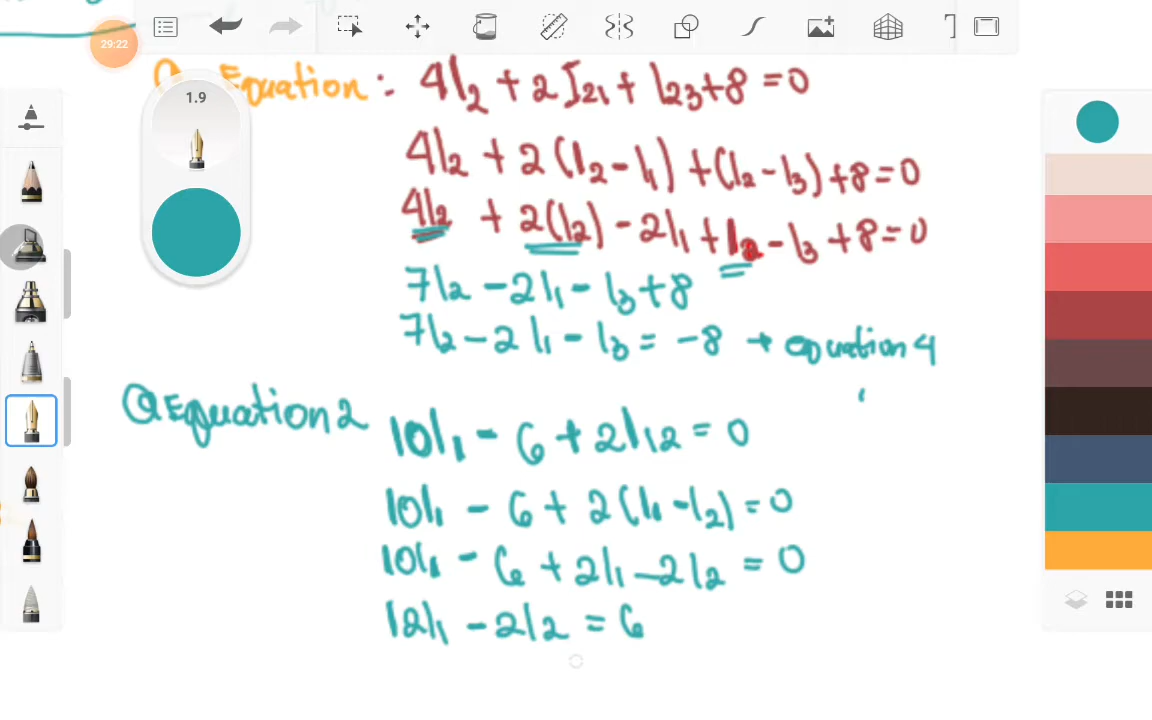 29:22
1.9
Equation : 4I₂ + 2I₂₁ + I₂₃ + 8 = 0
4I₂ + 2(I₂ - I₁) + (I₂ - I₃) + 8 = 0
4I₂ + 2(I₂) - 2I₁ + I₂ - I₃ + 8 = 0
7I₂ - 2I₁ - I₃ + 8
7I₂ - 2I₁ - I₃ = -8 → equation 4
Equation 2 10I₁ - 6 + 2I₁₂ = 0
10I₁ - 6 + 2(I₁ - I₂) = 0
10I₁ - 6 + 2I₁ - 2I₂ = 0
12I₁ - 2I₂ = 6